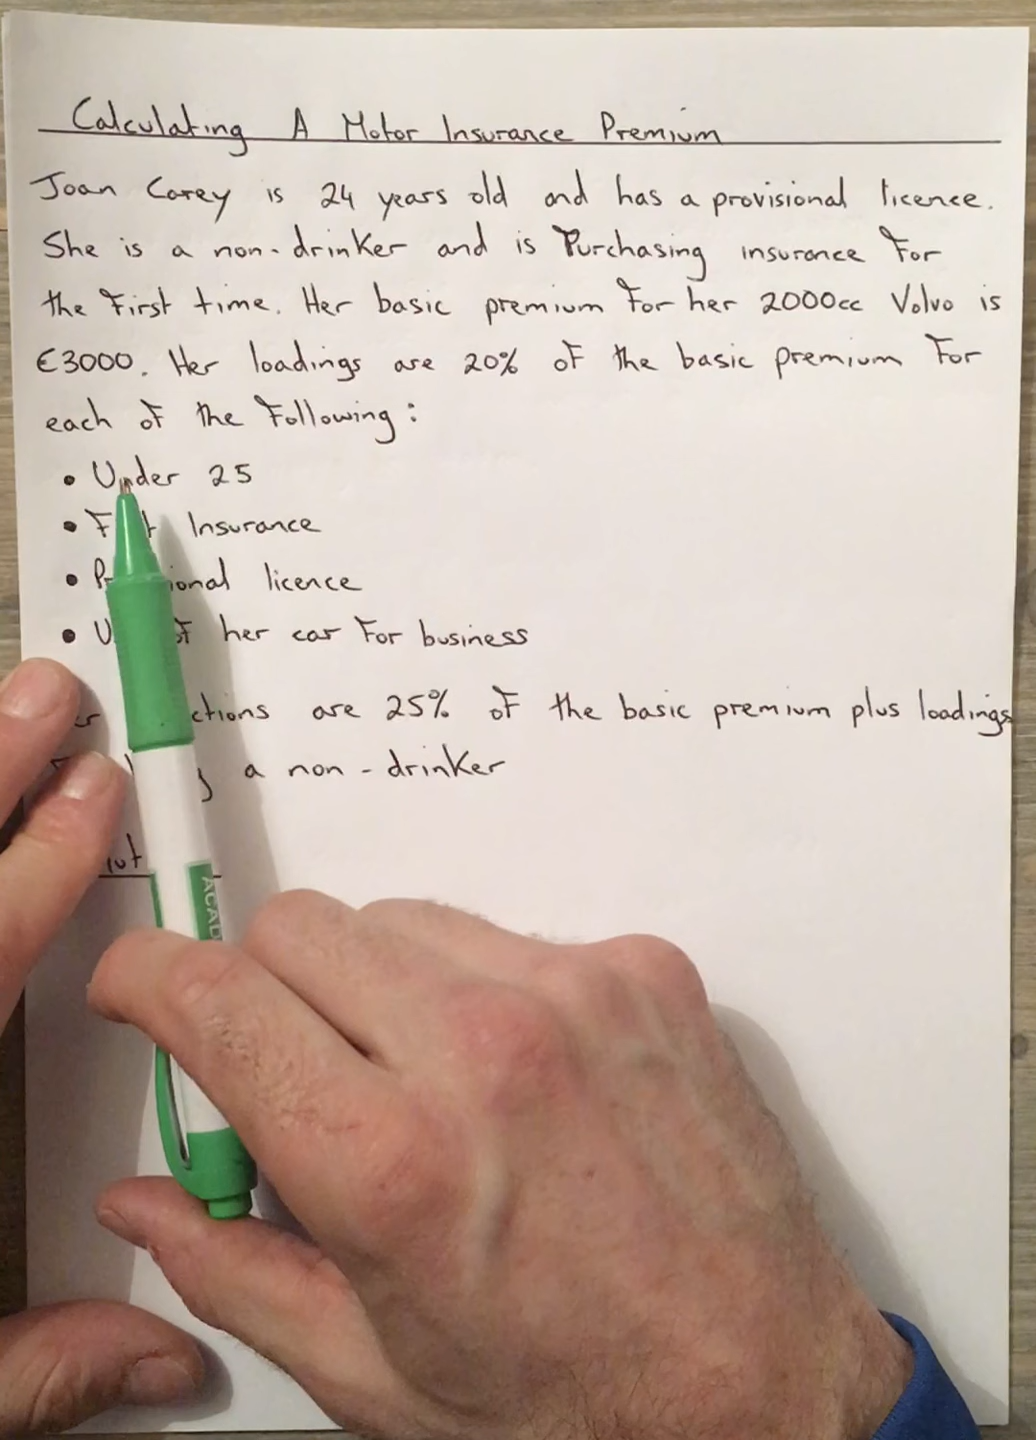 Calculating A Motor Insurance Premium
Joan Carey is 24 years old and has a provisional licence.
She is a non-drinker and is Purchasing insurance For
the First time. Her basic premium For her 2000cc Volvo is
€3000. Her loadings are 20% of the basic premium For
each of the Following:
• Under 25
• Insurance
• licence
• her car For business
are 25% of the basic premium plus loadings
a non-drinker
ACAD